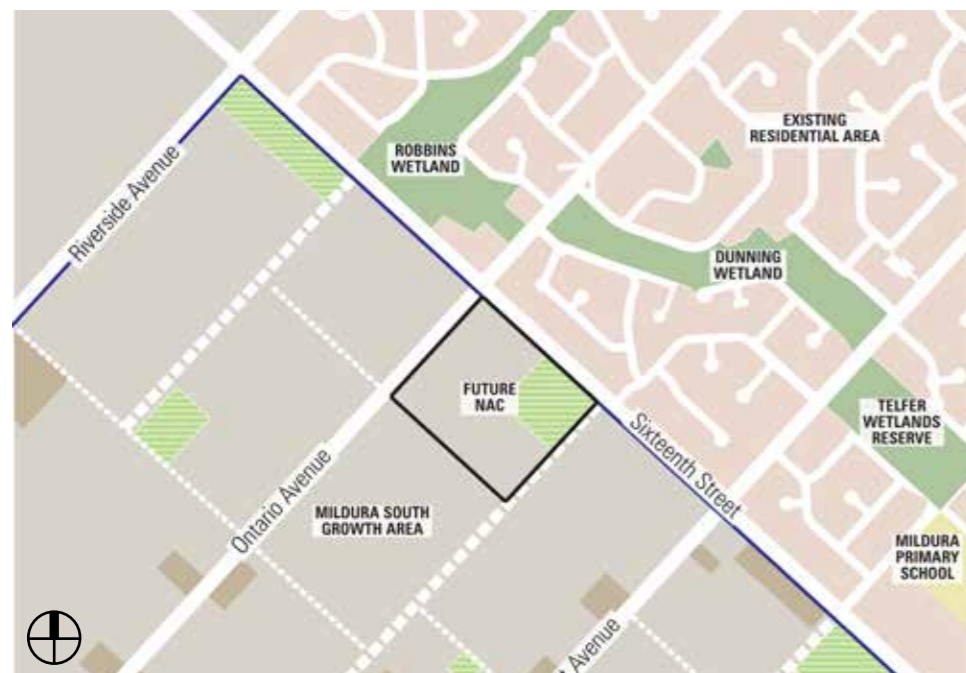 EXISTING
RESIDENTIAL AREA
ROBBINS
WETLAND
Riverside Avenue
DUNNING
WETLAND
FUTURE
NAC
TELFER
WETLANDS
RESERVE
Sixteenth Street
Ontario Avenue
MILDURA SOUTH
GROWTH AREA
MILDURA
PRIMARY
SCHOOL
Avenue